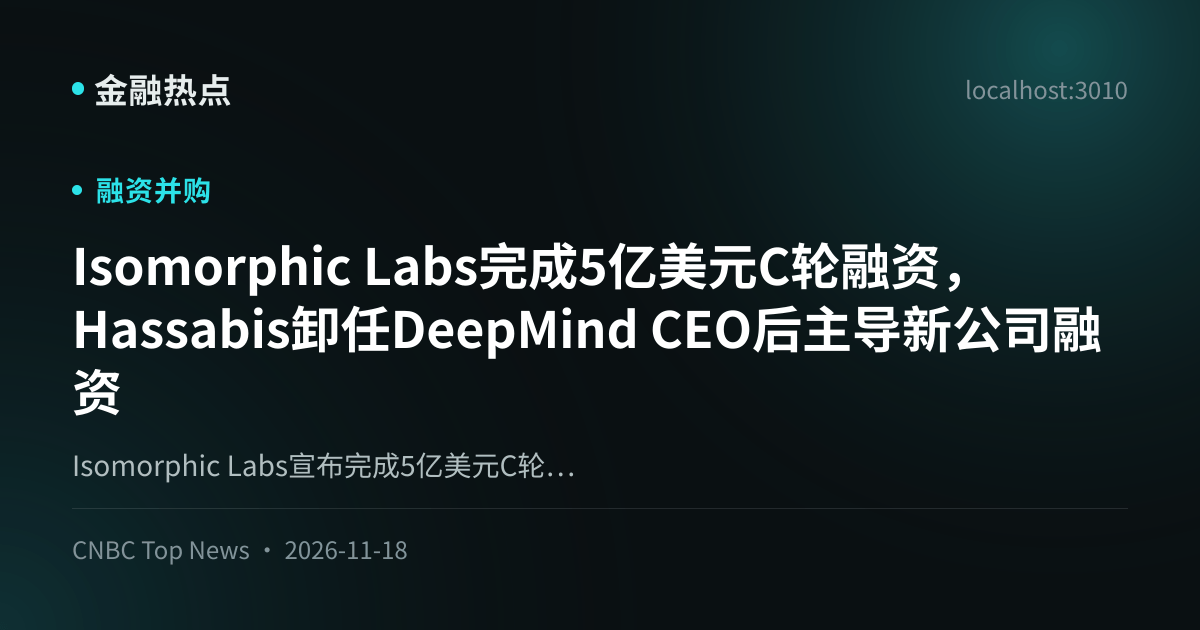 金融热点
localhost:3010
融资并购
Isomorphic Labs完成5亿美元C轮融资，
Hassabis卸任DeepMind CEO后主导新公司融
资
Isomorphic Labs宣布完成5亿美元C轮…
CNBC Top News • 2026-11-18